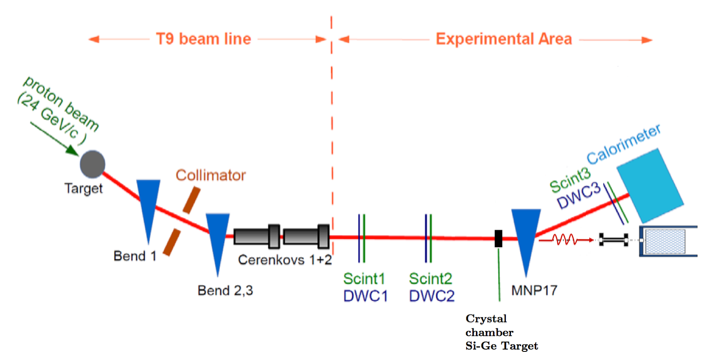 T9 beam line
Experimental Area
proton beam
(24 GeV/c )
Target
Collimator
Bend 1
Bend 2,3
Cerenkovs 1+2
Scint1
DWC1
Scint2
DWC2
Crystal
chamber
Si-Ge Target
MNP17
Scint3
DWC3
Calorimeter